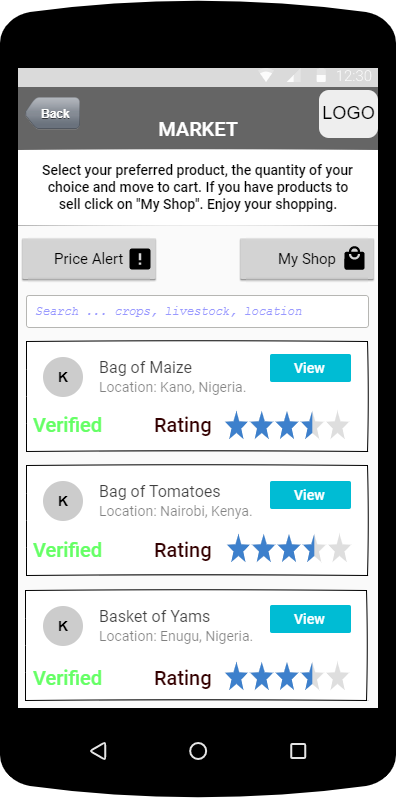 12:30
Back
LOGO
MARKET
Select your preferred product, the quantity of your
choice and move to cart. If you have products to
sell click on "My Shop". Enjoy your shopping.
Price Alert
My Shop
Search ... crops, livestock, location
K
Bag of Maize
View
Location: Kano, Nigeria.
Verified
Rating
K
Bag of Tomatoes
View
Location: Nairobi, Kenya.
Verified
Rating
K
Basket of Yams
View
Location: Enugu, Nigeria.
Verified
Rating